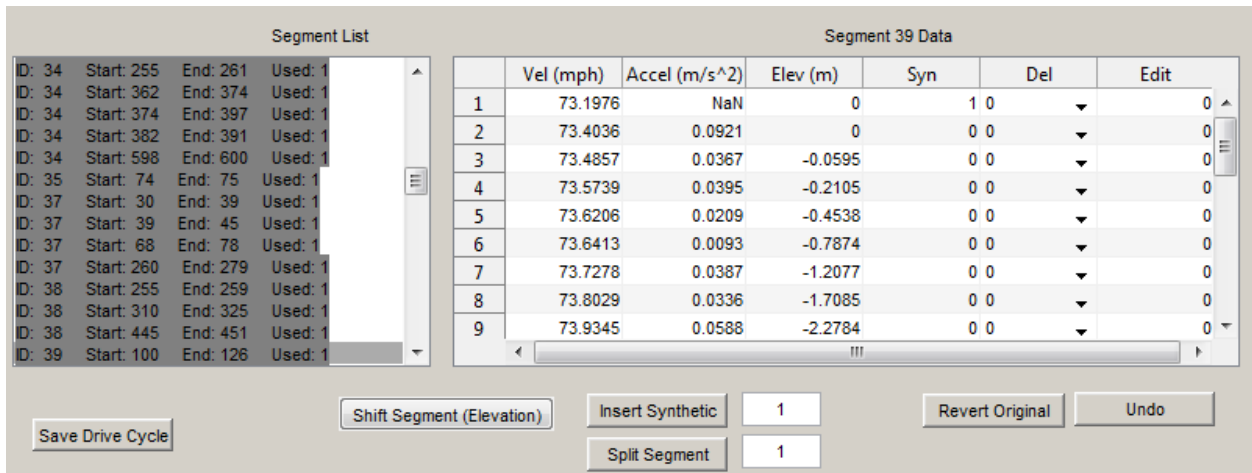 Segment List
Segment 39 Data
ID: 34 Start: 255 End: 261 Used: 1
ID: 34 Start: 362 End: 374 Used: 1
ID: 34 Start: 374 End: 397 Used: 1
ID: 34 Start: 382 End: 391 Used: 1
ID: 34 Start: 598 End: 600 Used: 1
ID: 35 Start: 74 End: 75 Used: 1
ID: 37 Start: 30 End: 39 Used: 1
ID: 37 Start: 39 End: 45 Used: 1
ID: 37 Start: 68 End: 78 Used: 1
ID: 37 Start: 260 End: 279 Used: 1
ID: 38 Start: 255 End: 259 Used: 1
ID: 38 Start: 310 End: 325 Used: 1
ID: 38 Start: 445 End: 451 Used: 1
ID: 39 Start: 100 End: 126 Used: 1
Vel (mph) Accel (m/s^2) Elev (m) Syn Del Edit
1 73.1976 NaN 0 1 0 0
2 73.4036 0.0921 0 0 0 0
3 73.4857 0.0367 -0.0595 0 0 0
4 73.5739 0.0395 -0.2105 0 0 0
5 73.6206 0.0209 -0.4538 0 0 0
6 73.6413 0.0093 -0.7874 0 0 0
7 73.7278 0.0387 -1.2077 0 0 0
8 73.8029 0.0336 -1.7085 0 0 0
9 73.9345 0.0588 -2.2784 0 0 0
Save Drive Cycle
Shift Segment (Elevation)
Insert Synthetic 1
Split Segment 1
Revert Original
Undo